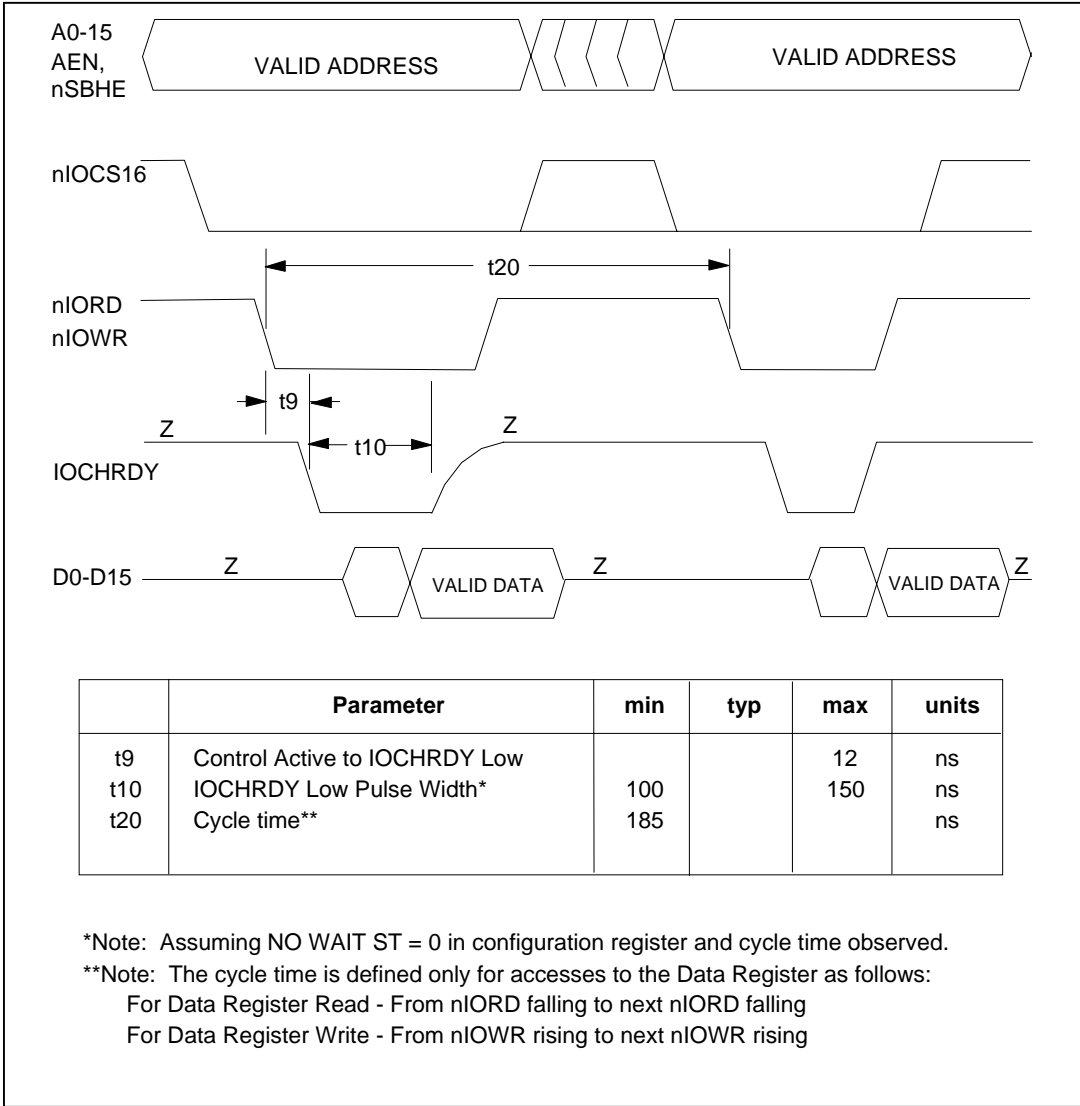 A0-15
AEN,
nSBHE
VALID ADDRESS
VALID ADDRESS
nIOCS16
t20
nIORD
nIOWR
t9
Z
t10
Z
IOCHRDY
D0-D15
Z
VALID DATA
Z
VALID DATA
Z
Parameter min typ max units
t9 Control Active to IOCHRDY Low 12 ns
t10 IOCHRDY Low Pulse Width* 100 150 ns
t20 Cycle time** 185 ns
*Note: Assuming NO WAIT ST = 0 in configuration register and cycle time observed.
**Note: The cycle time is defined only for accesses to the Data Register as follows:
For Data Register Read - From nIORD falling to next nIORD falling
For Data Register Write - From nIOWR rising to next nIOWR rising